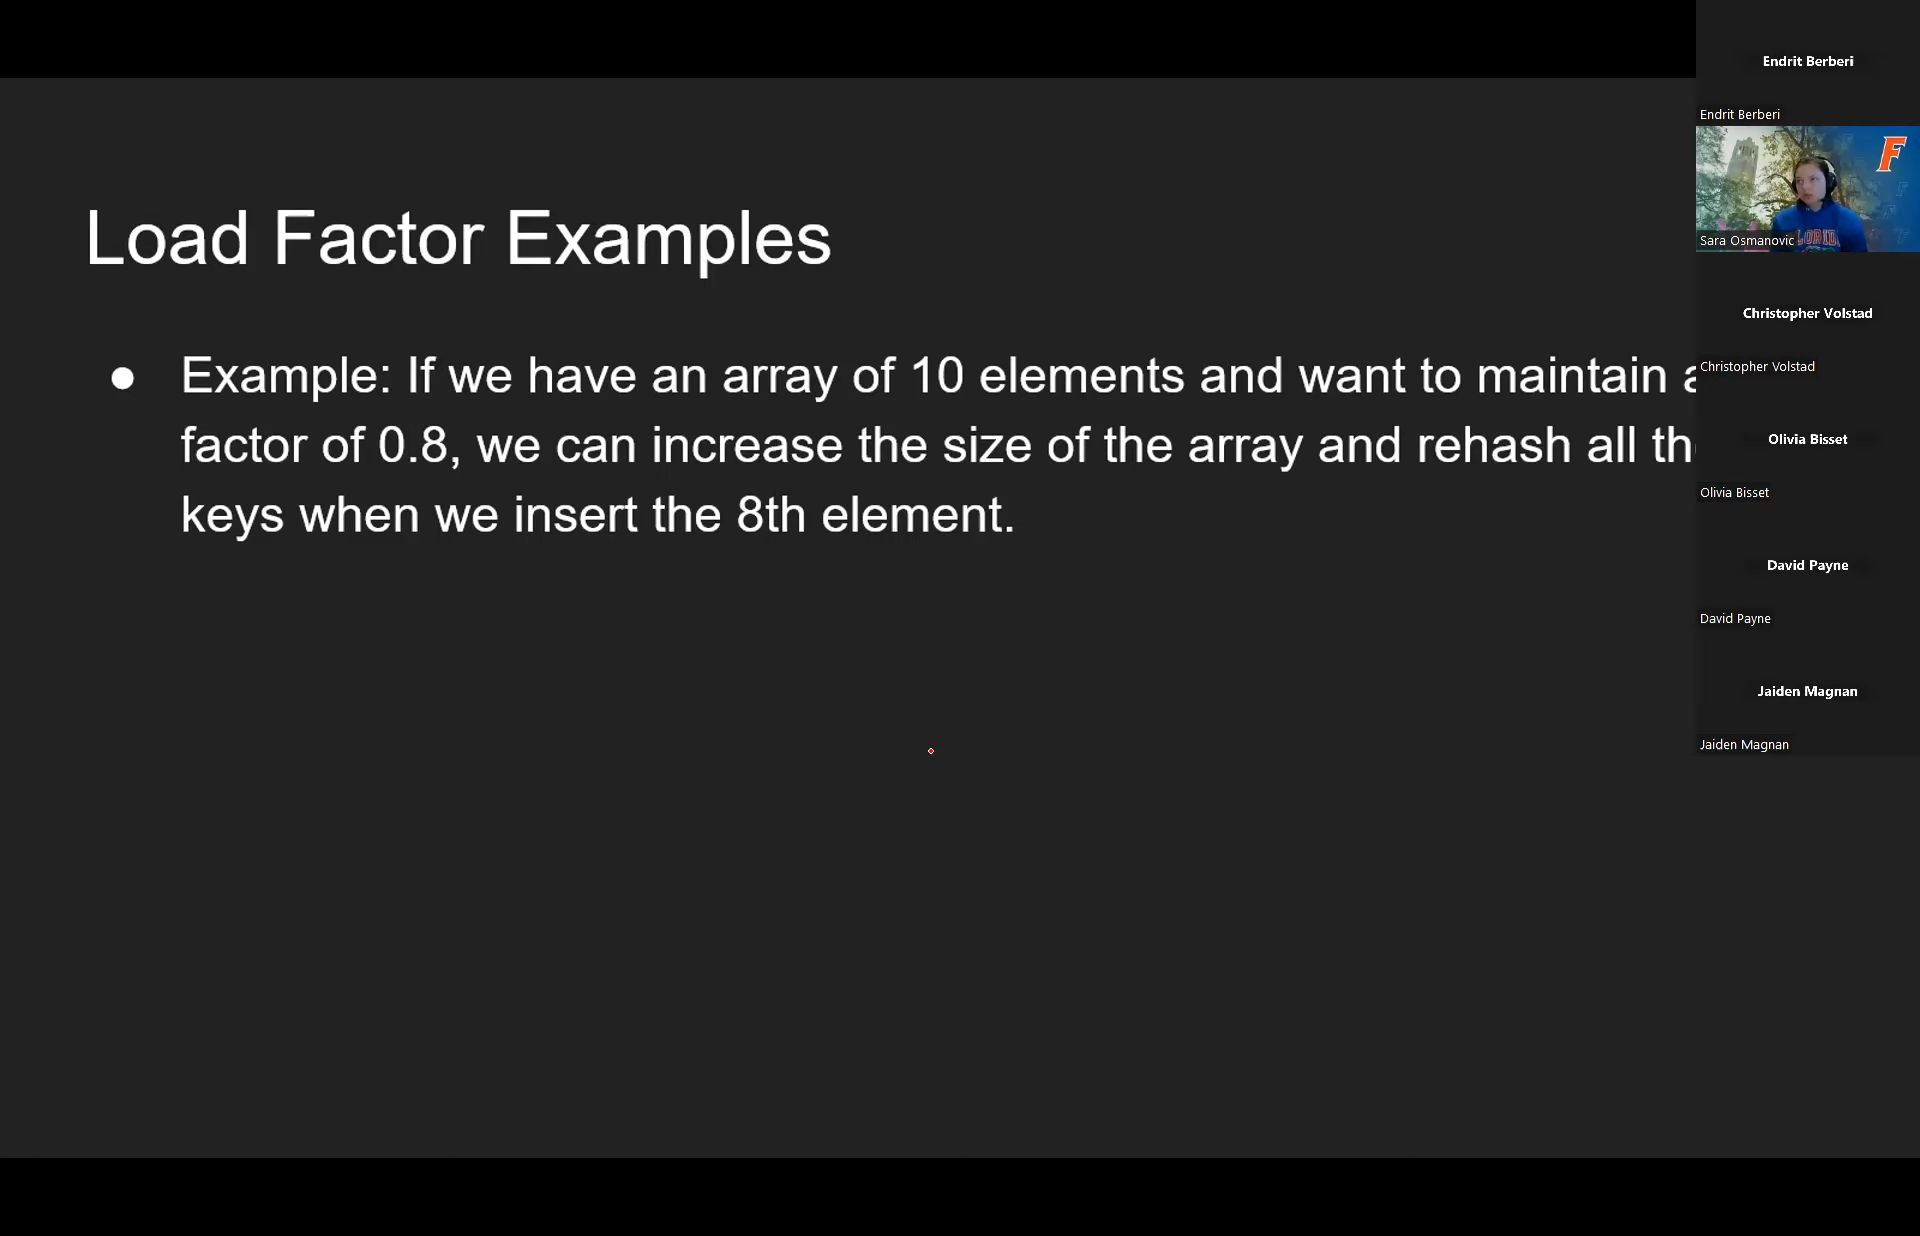 Load Factor Examples
● Example: If we have an array of 10 elements and want to maintain
factor of 0.8, we can increase the size of the array and rehash all
keys when we insert the 8th element.
Endrit Berberi
Endrit Berberi
F
Sara Osmanovic
Christopher Volstad
Christopher Volstad
Olivia Bisset
Olivia Bisset
David Payne
David Payne
Jaiden Magnan
Jaiden Magnan